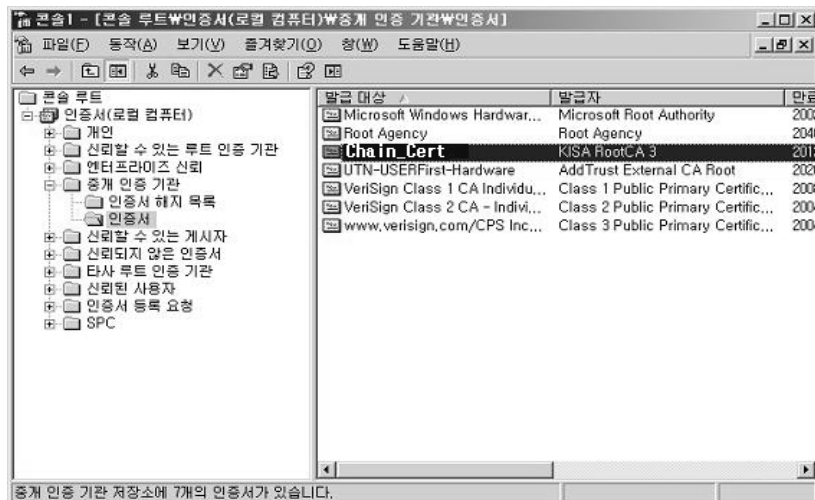 콘솔1 - [콘솔 루트₩인증서(로컬 컴퓨터)₩중개 인증 기관₩인증서]
파일(F) 동작(A) 보기(V) 즐겨찾기(O) 창(W) 도움말(H)
콘솔 루트
인증서(로컬 컴퓨터)
개인
신뢰할 수 있는 루트 인증 기관
엔터프라이즈 신뢰
중개 인증 기관
인증서 해지 목록
인증서
신뢰할 수 있는 게시자
신뢰되지 않은 인증서
타사 루트 인증 기관
신뢰된 사용자
인증서 등록 요청
SPC
발급 대상 발급자
Microsoft Windows Hardwar... Microsoft Root Authority
Root Agency Root Agency
Chain_Cert KISA RootCA 3
UTN-USERFirst-Hardware AddTrust External CA Root
VeriSign Class 1 CA Individu... Class 1 Public Primary Certific...
VeriSign Class 2 CA - Indivi... Class 2 Public Primary Certific...
www.verisign.com/CPS Inc... Class 3 Public Primary Certific...
중개 인증 기관 저장소에 7개의 인증서가 있습니다.